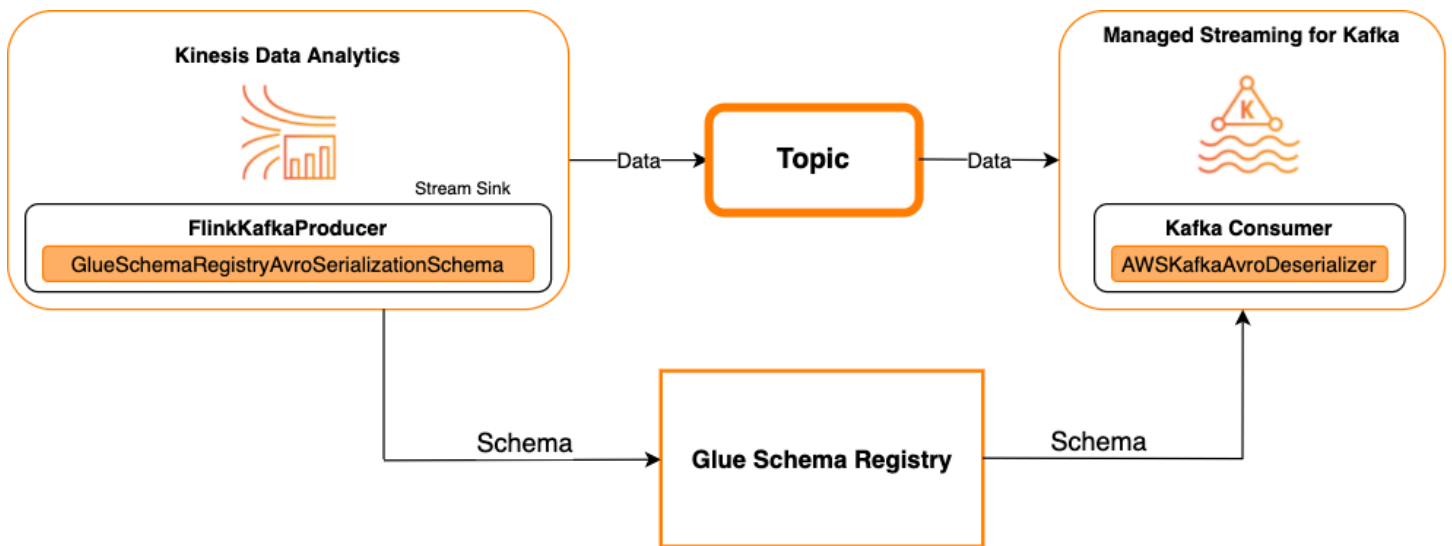 Kinesis Data Analytics
Stream Sink
FlinkKafkaProducer
GlueSchemaRegistryAvroSerializationSchema
Data
Topic
Data
Managed Streaming for Kafka
K
Kafka Consumer
AWSKafkaAvroDeserializer
Schema
Glue Schema Registry
Schema